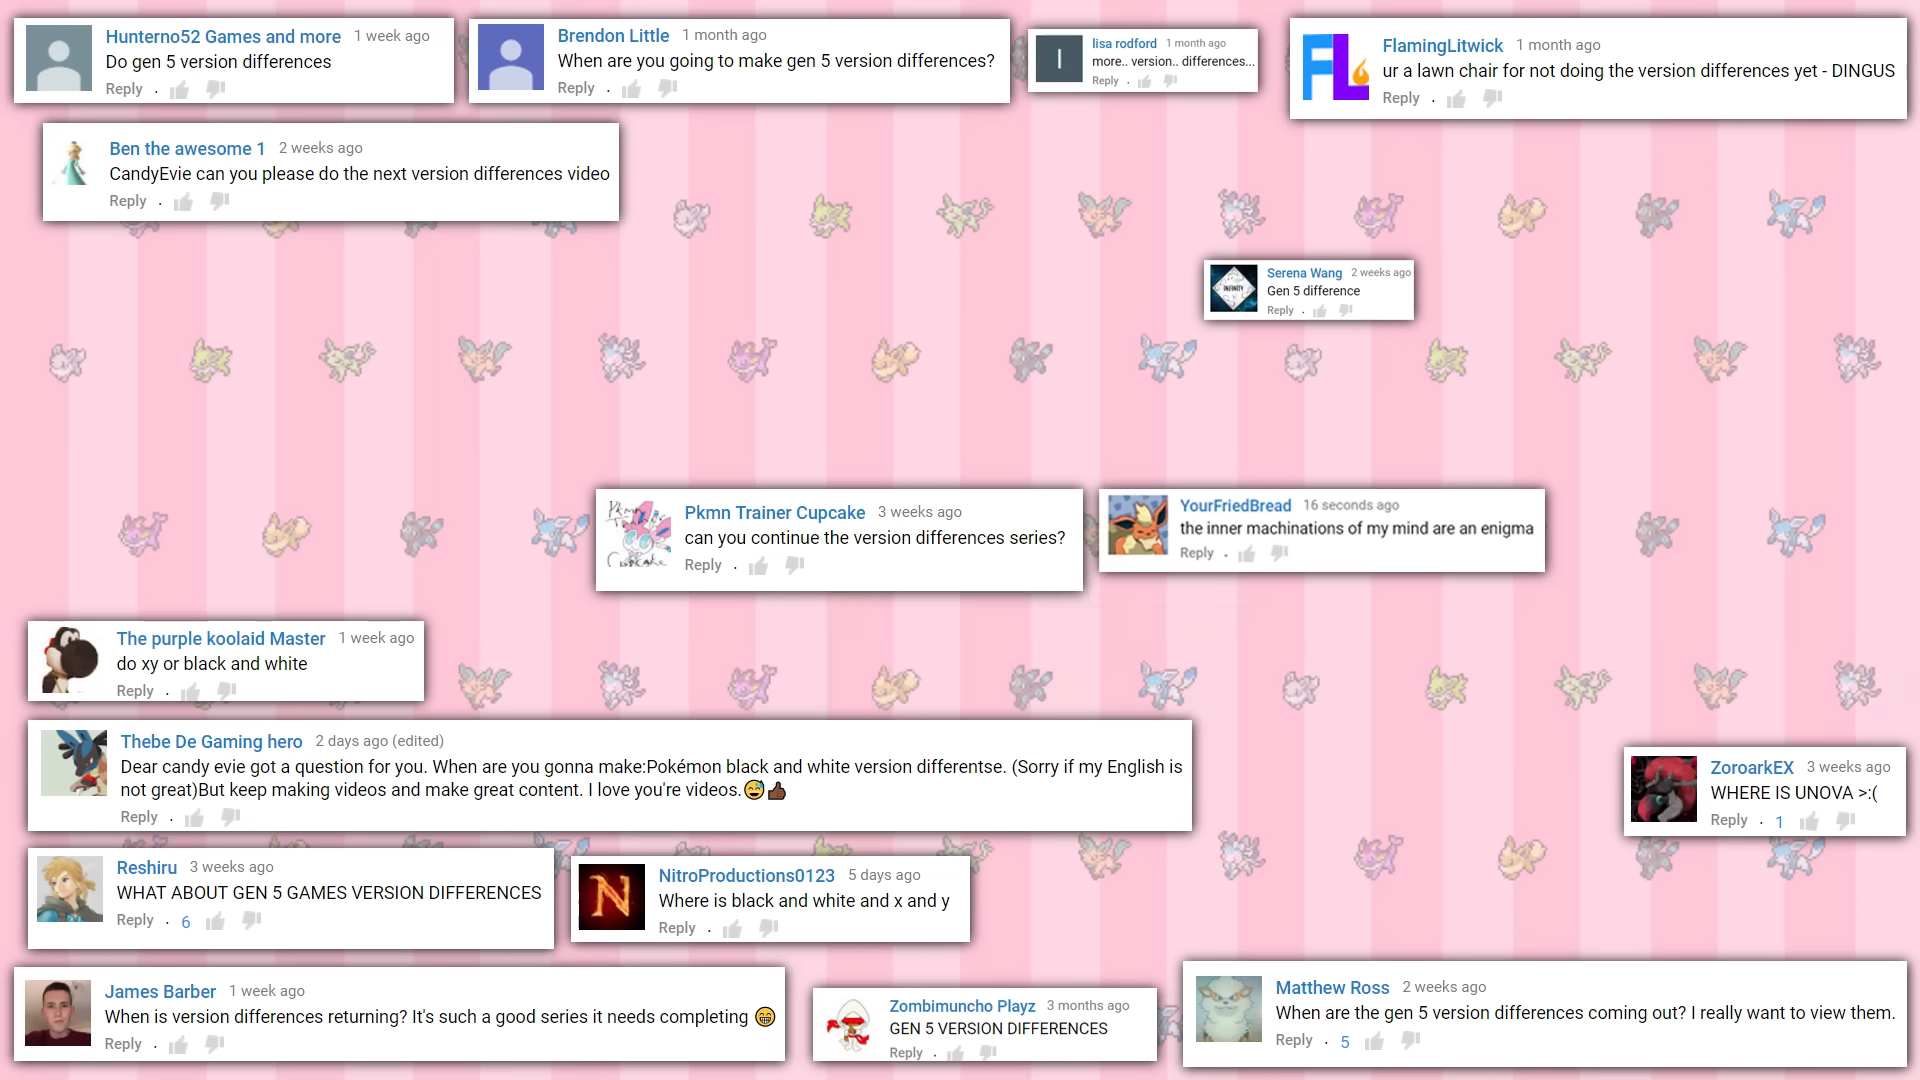 Hunterno52 Games and more 1 week ago
Do gen 5 version differences
Reply
Brendon Little 1 month ago
When are you going to make gen 5 version differences?
Reply
l
lisa rodford 1 month ago
more.. version.. differences...
Reply
FL
FlamingLitwick 1 month ago
ur a lawn chair for not doing the version differences yet - DINGUS
Reply
Ben the awesome 1 2 weeks ago
CandyEvie can you please do the next version differences video
Reply
INFINITY
Serena Wang 2 weeks ago
Gen 5 difference
Reply
Pkmn Trainer Cupcake
Pkmn Trainer Cupcake 3 weeks ago
can you continue the version differences series?
Reply
YourFriedBread 16 seconds ago
the inner machinations of my mind are an enigma
Reply
The purple koolaid Master 1 week ago
do xy or black and white
Reply
Thebe De Gaming hero 2 days ago (edited)
Dear candy evie got a question for you. When are you gonna make:Pokémon black and white version differentse. (Sorry if my English is
not great)But keep making videos and make great content. I love you're videos.😅👍🏿
Reply
ZoroarkEX 3 weeks ago
WHERE IS UNOVA >:(
Reply 1
Reshiru 3 weeks ago
WHAT ABOUT GEN 5 GAMES VERSION DIFFERENCES
Reply 6
N
NitroProductions0123 5 days ago
Where is black and white and x and y
Reply
James Barber 1 week ago
When is version differences returning? It's such a good series it needs completing 😁
Reply
Zombimuncho Playz 3 months ago
GEN 5 VERSION DIFFERENCES
Reply
Matthew Ross 2 weeks ago
When are the gen 5 version differences coming out? I really want to view them.
Reply 5